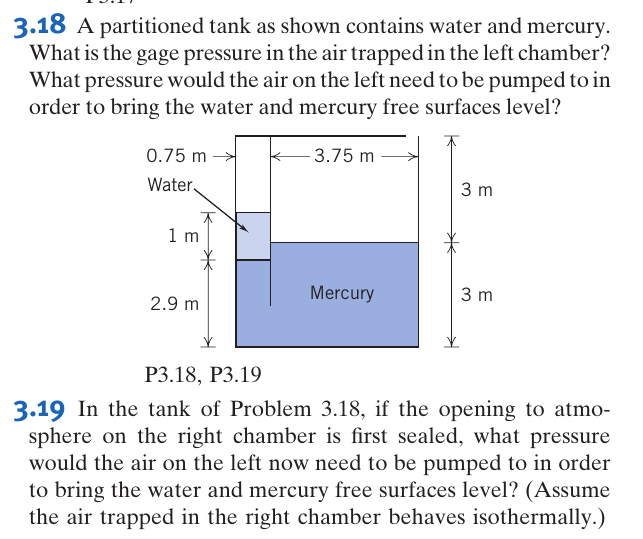 3.18 A partitioned tank as shown contains water and mercury.
What is the gage pressure in the air trapped in the left chamber?
What pressure would the air on the left need to be pumped to in
order to bring the water and mercury free surfaces level?
0.75 m
3.75 m
Water
3 m
1 m
Mercury
3 m
2.9 m
P3.18, P3.19
3.19 In the tank of Problem 3.18, if the opening to atmo-
sphere on the right chamber is first sealed, what pressure
would the air on the left now need to be pumped to in order
to bring the water and mercury free surfaces level? (Assume
the air trapped in the right chamber behaves isothermally.)